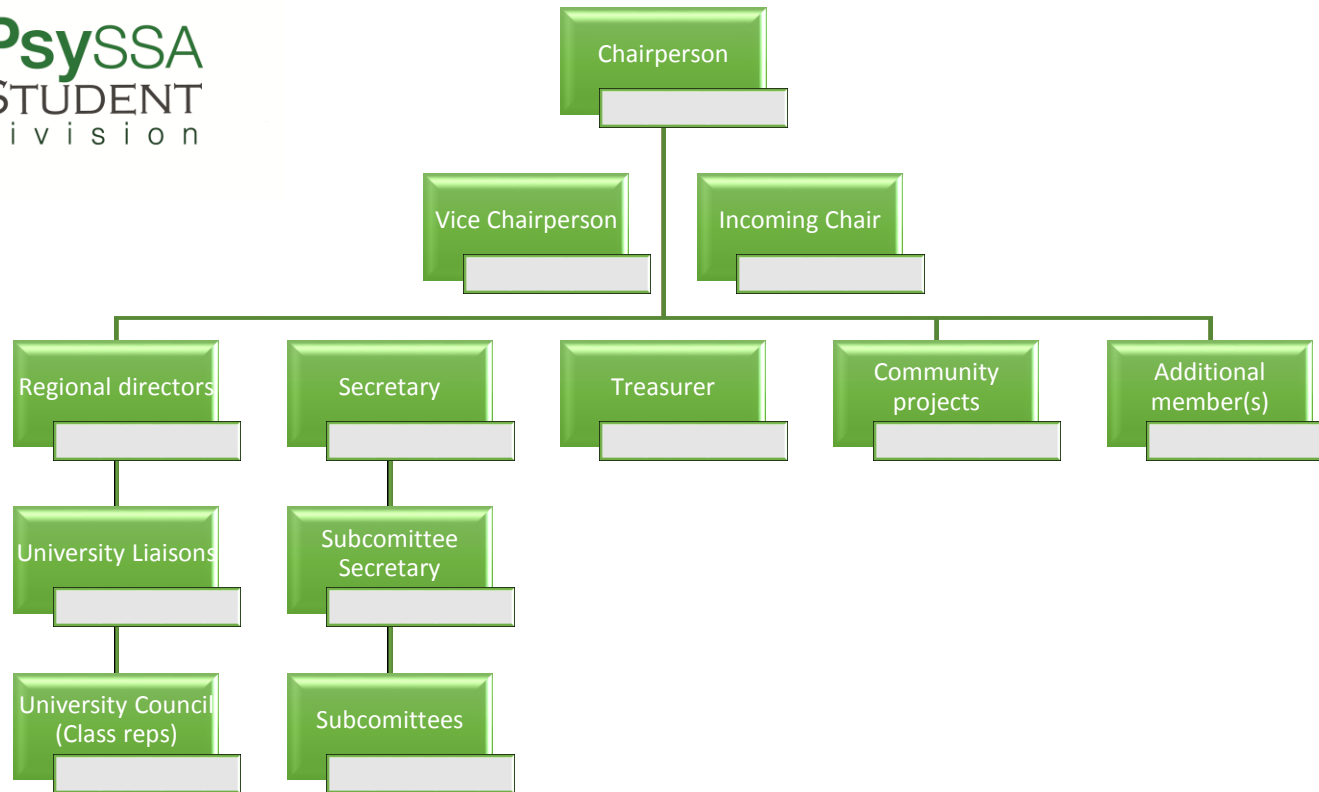 PsySSA
STUDENT
ivision
Chairperson
Vice Chairperson
Incoming Chair
Regional directors
Secretary
Treasurer
Community
projects
Additional
member(s)
University Liaisons
Subcomittee
Secretary
University Council
(Class reps)
Subcomittees